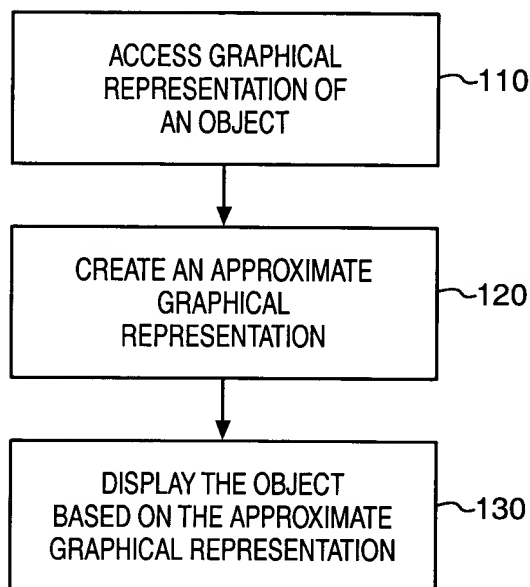 ACCESS GRAPHICAL
REPRESENTATION OF
AN OBJECT
110
CREATE AN APPROXIMATE
GRAPHICAL
REPRESENTATION
120
DISPLAY THE OBJECT
BASED ON THE APPROXIMATE
GRAPHICAL REPRESENTATION
130